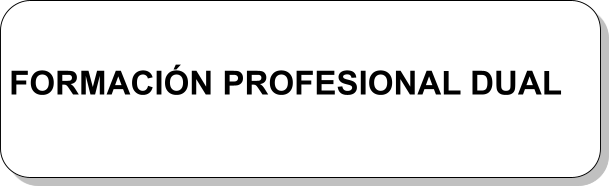 FORMACIÓN PROFESIONAL DUAL